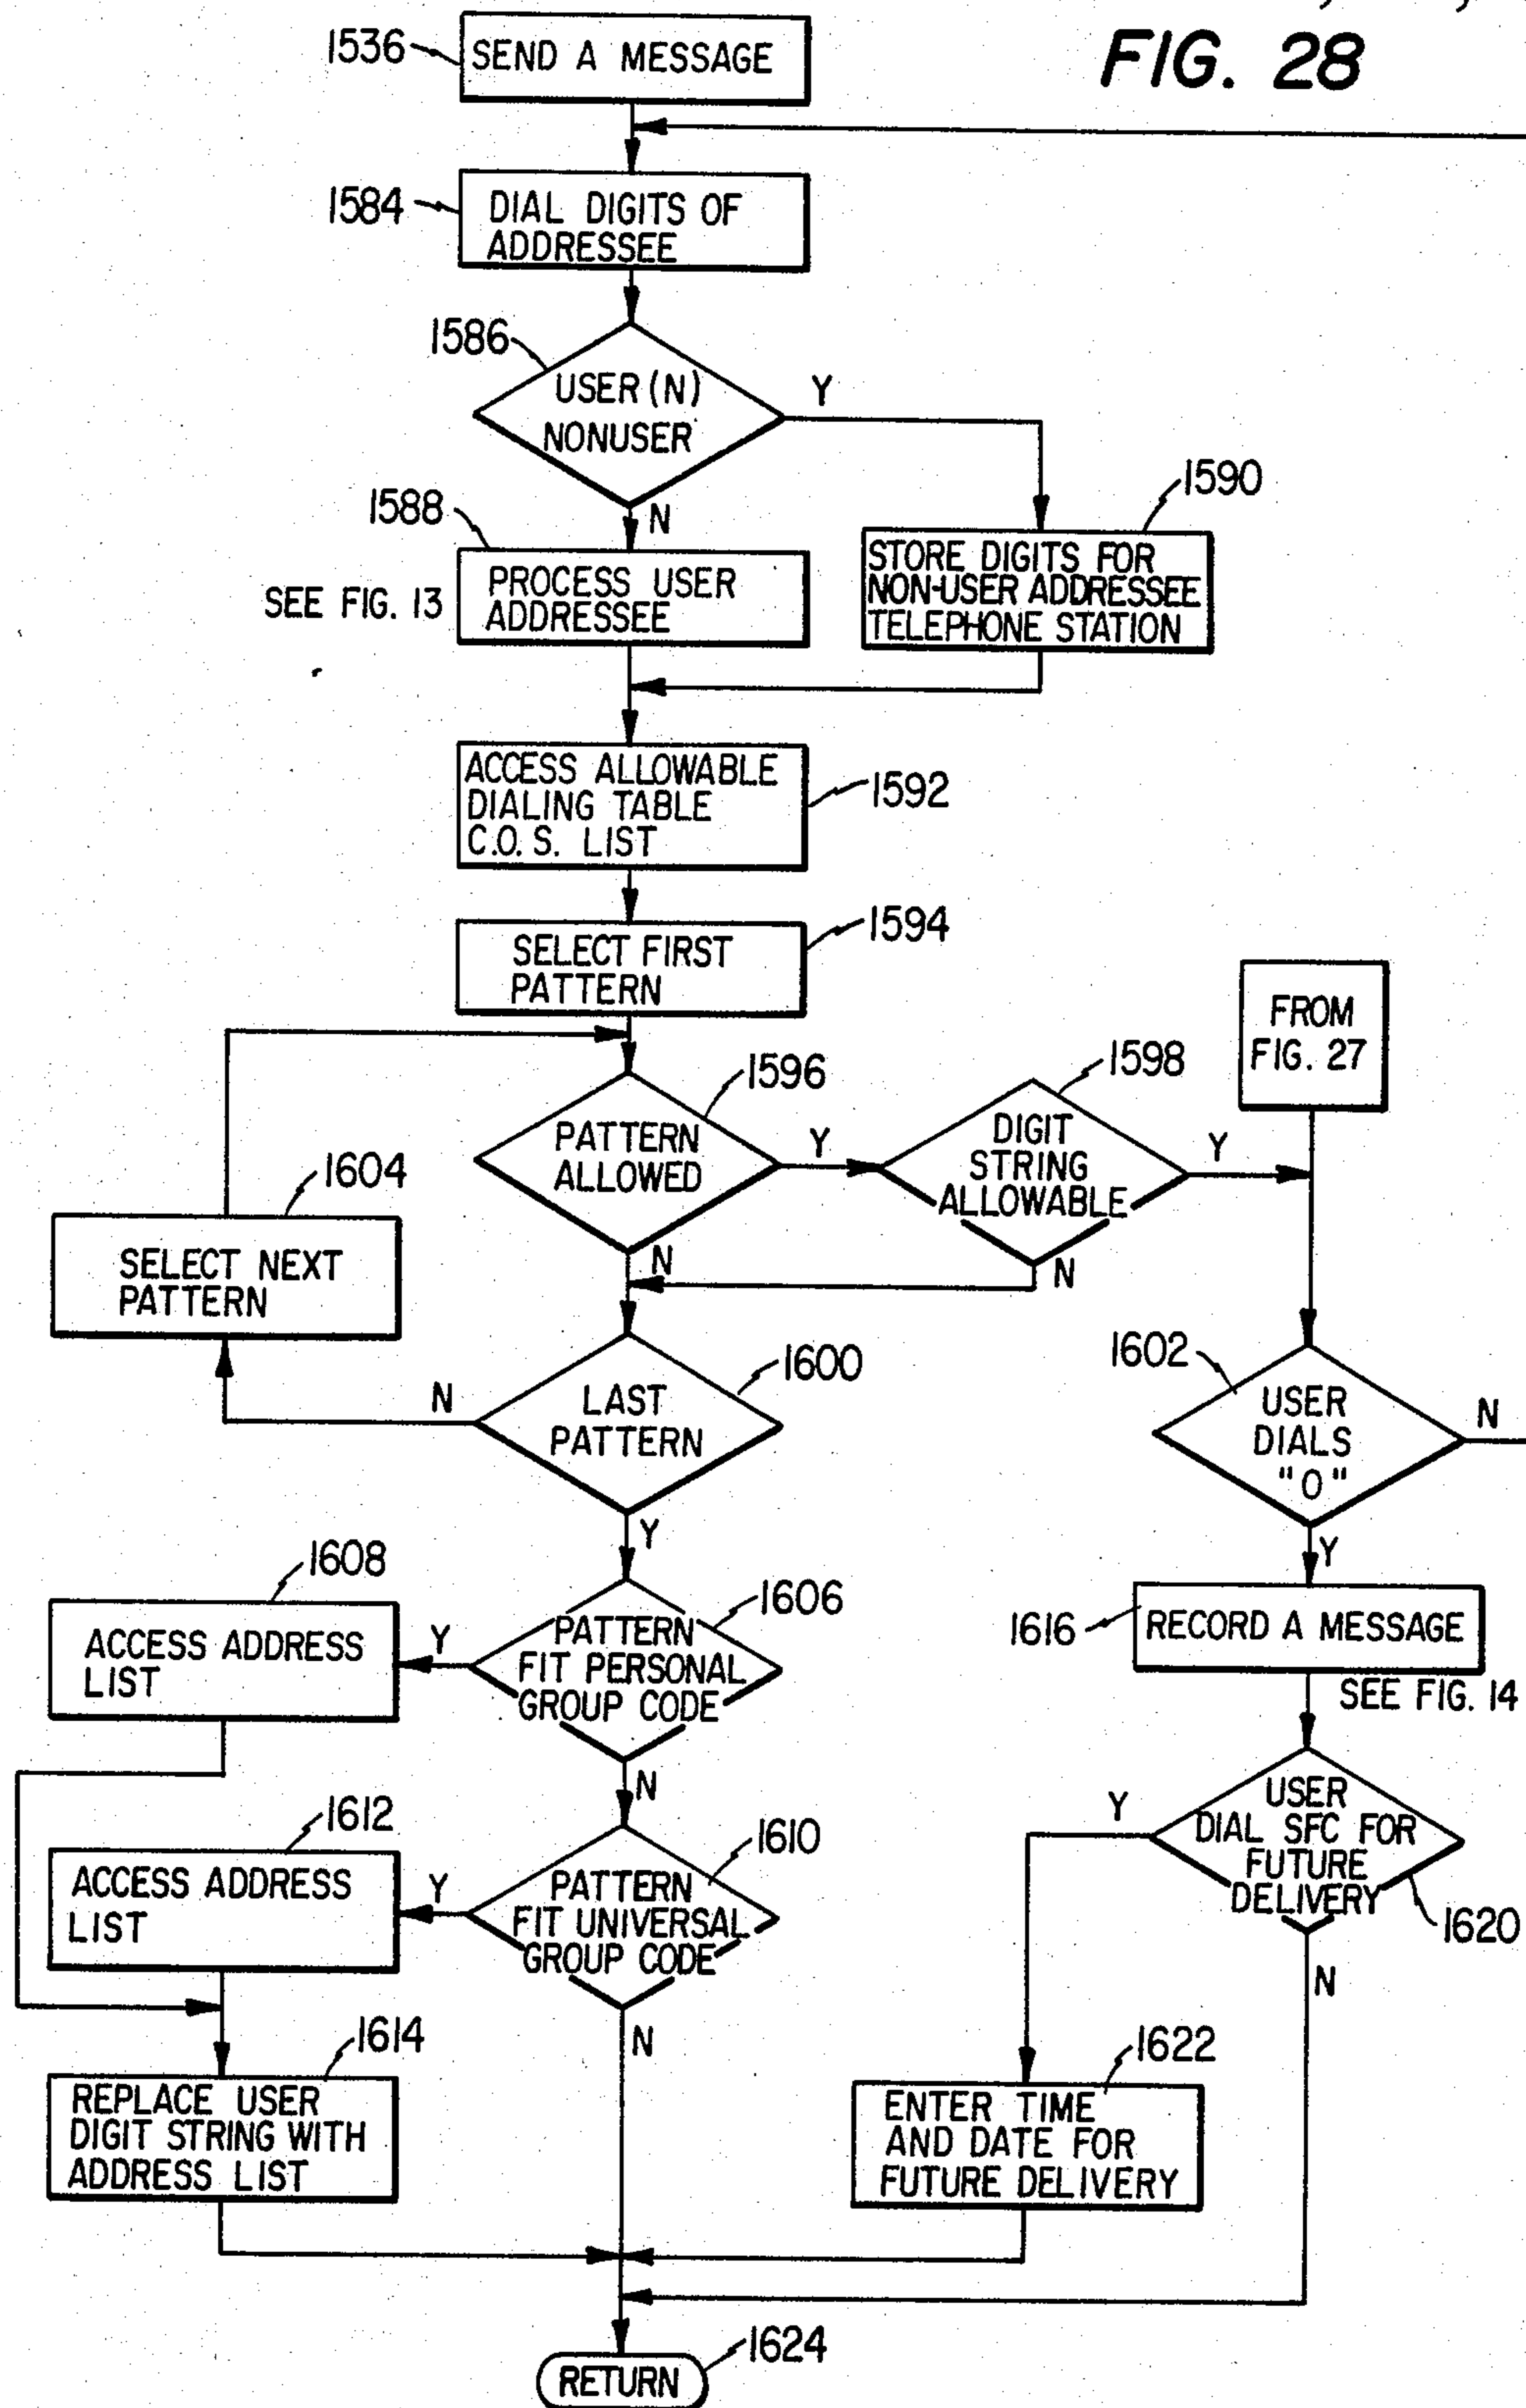 FIG. 28
1536
SEND A MESSAGE
1584
DIAL DIGITS OF
ADDRESSEE
1586
USER (N)
NONUSER
Y
N
1588
PROCESS USER
ADDRESSEE
SEE FIG. 13
1590
STORE DIGITS FOR
NON-USER ADDRESSEE
TELEPHONE STATION
ACCESS ALLOWABLE
DIALING TABLE
C.O.S. LIST
1592
SELECT FIRST
PATTERN
1594
FROM
FIG. 27
1596
PATTERN
ALLOWED
Y
N
1598
DIGIT
STRING
ALLOWABLE
Y
N
1604
SELECT NEXT
PATTERN
1600
LAST
PATTERN
N
Y
1602
USER
DIALS
"0"
N
Y
1608
ACCESS ADDRESS
LIST
1606
PATTERN
FIT PERSONAL
GROUP CODE
Y
N
1616
RECORD A MESSAGE
SEE FIG. 14
1612
ACCESS ADDRESS
LIST
1610
PATTERN
FIT UNIVERSAL
GROUP CODE
Y
N
USER
DIAL SFC FOR
FUTURE
DELIVERY
1620
Y
N
1614
REPLACE USER
DIGIT STRING WITH
ADDRESS LIST
1622
ENTER TIME
AND DATE FOR
FUTURE DELIVERY
1624
RETURN